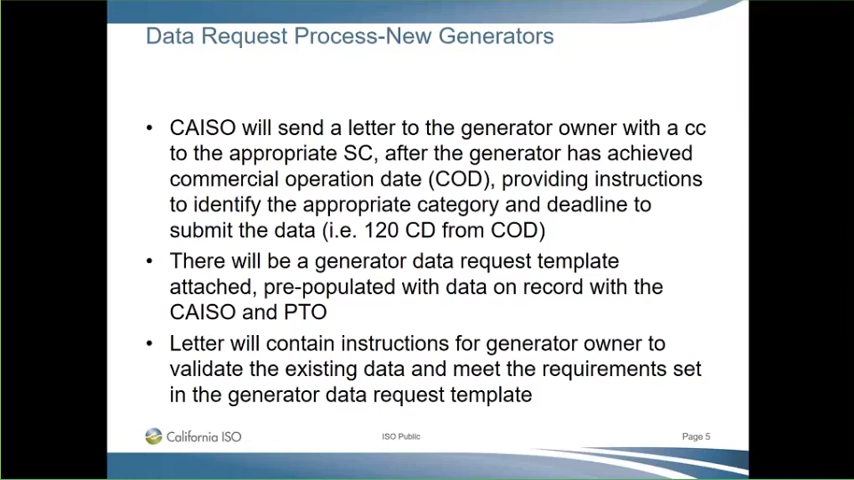 Data Request Process-New Generators
• CAISO will send a letter to the generator owner with a cc
to the appropriate SC, after the generator has achieved
commercial operation date (COD), providing instructions
to identify the appropriate category and deadline to
submit the data (i.e. 120 CD from COD)
• There will be a generator data request template
attached, pre-populated with data on record with the
CAISO and PTO
• Letter will contain instructions for generator owner to
validate the existing data and meet the requirements set
in the generator data request template
California ISO
ISO Public
Page 5